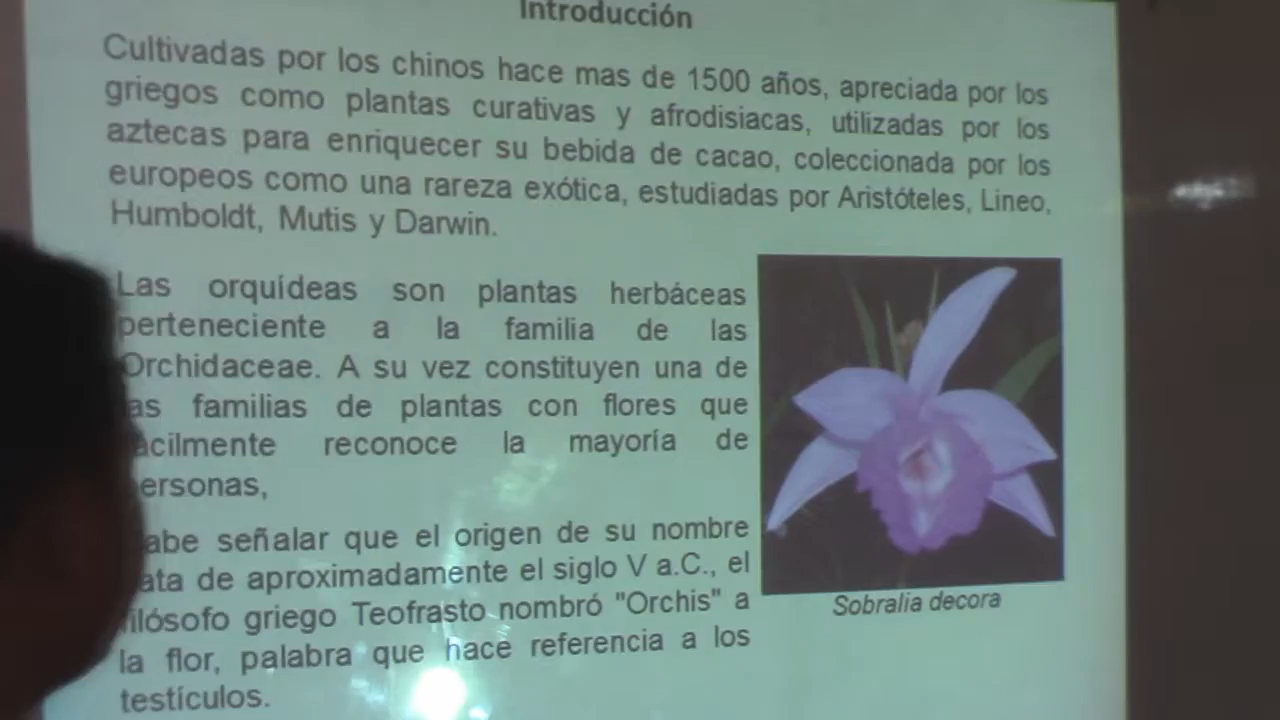 Introducción
Cultivadas por los chinos hace mas de 1500 años, apreciada por los
griegos como plantas curativas y afrodisiacas, utilizadas por los
aztecas para enriquecer su bebida de cacao, coleccionada por los
europeos como una rareza exótica, estudiadas por Aristóteles, Lineo,
Humboldt, Mutis y Darwin.
Las orquídeas son plantas herbáceas
perteneciente a la familia de las
Orchidaceae. A su vez constituyen una de
as familias de plantas con flores que
acilmente reconoce la mayoría de
ersonas,
abe señalar que el origen de su nombre
ata de aproximadamente el siglo V a.C., el
filósofo griego Teofrasto nombró "Orchis" a
la flor, palabra que hace referencia a los
testículos.
Sobralia decora